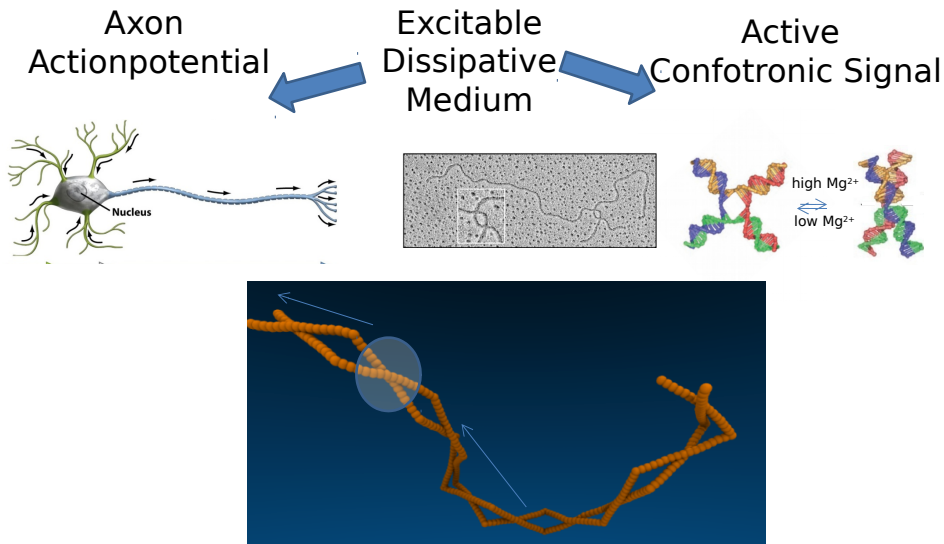 Axon
Actionpotential
Excitable
Dissipative
Medium
Active
Confotronic Signal
Nucleus
high Mg²⁺
low Mg²⁺